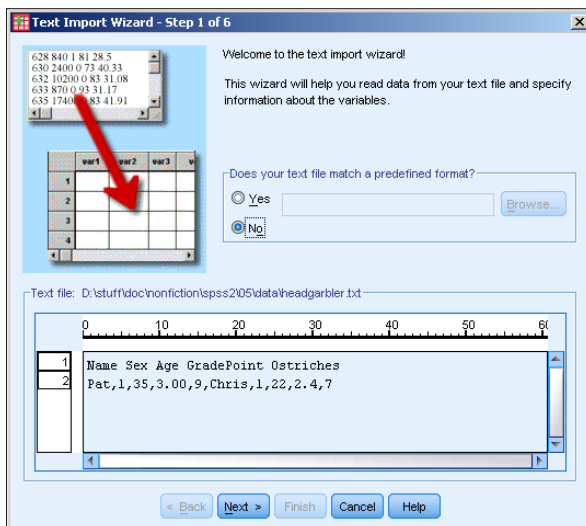 Text Import Wizard - Step 1 of 6
628 840 1 81 28.5
630 2400 0 73 40.33
632 10200 0 83 31.08
633 870 0 93 31.17
635 17400 0 83 41.91
var1 var2 var3 v
1
2
3
4
Welcome to the text import wizard!
This wizard will help you read data from your text file and specify
information about the variables.
Does your text file match a predefined format?
Yes
Browse...
No
Text file: D:\stuff\doc\nonfiction\spss2\05\data\headgarbler.txt
0 10 20 30 40 50 60
1 Name Sex Age GradePoint Ostriches
2 Pat,1,35,3.00,9,Chris,1,22,2.4,7
< Back Next > Finish Cancel Help